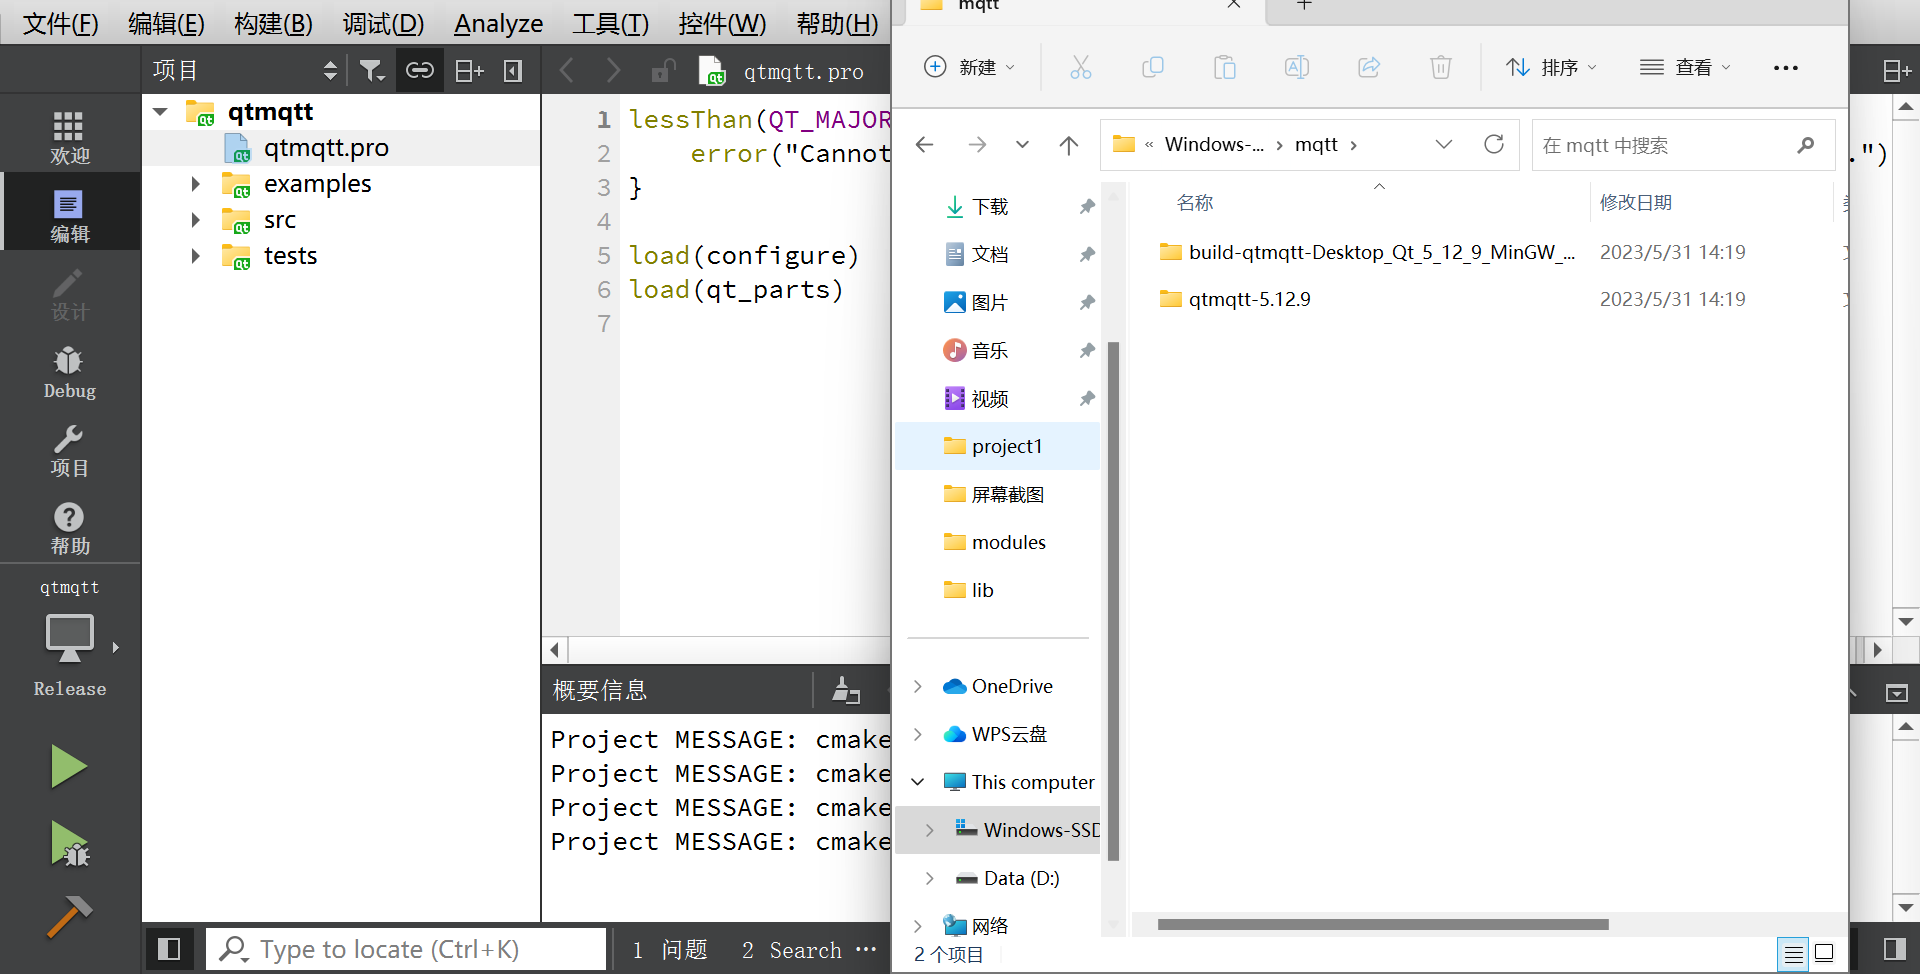 文件(F) 编辑(E) 构建(B) 调试(D) Analyze 工具(T) 控件(W) 帮助(H)
项目
qtmqtt.pro
欢迎
编辑
设计
Debug
项目
帮助
qtmqtt
Release
qtmqtt
qtmqtt.pro
examples
src
tests
1 lessThan(QT_MAJOR
2 error("Cannot
.")
3 }
4
5 load(configure)
6 load(qt_parts)
7
概要信息
Project MESSAGE: cmake
Project MESSAGE: cmake
Project MESSAGE: cmake
Project MESSAGE: cmake
Type to locate (Ctrl+K)
1 问题 2 Search ···
mqtt
新建
排序
查看
« Windows-... › mqtt ›
在 mqtt 中搜索
下载
文档
图片
音乐
视频
project1
屏幕截图
modules
lib
OneDrive
WPS云盘
This computer
Windows-SSD
Data (D:)
网络
名称 修改日期
build-qtmqtt-Desktop_Qt_5_12_9_MinGW_... 2023/5/31 14:19
qtmqtt-5.12.9 2023/5/31 14:19
2 个项目